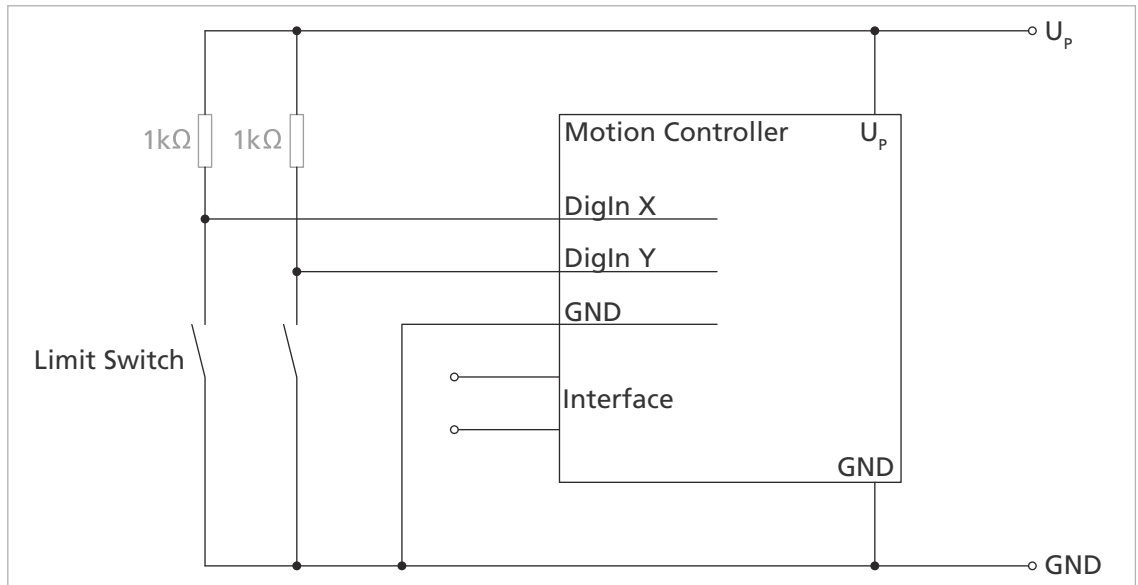 U_P
1kΩ
1kΩ
Motion Controller
U_P
DigIn X
DigIn Y
GND
Limit Switch
Interface
GND
GND